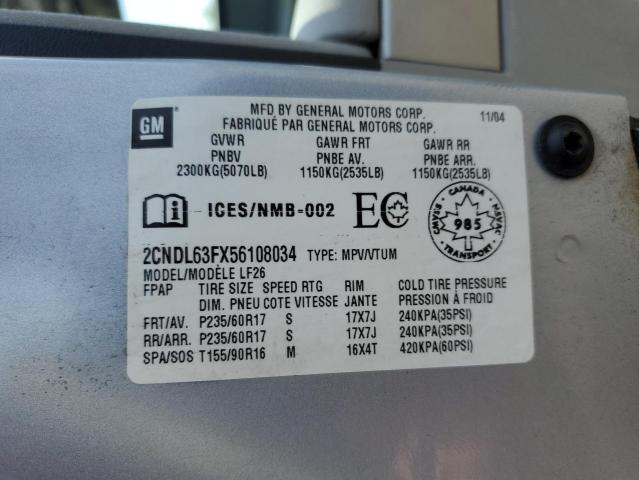 GM
MFD BY GENERAL MOTORS CORP. 11/04
FABRIQUÉ PAR GENERAL MOTORS CORP.
GVWR GAWR FRT GAWR RR
PNBV PNBE AV. PNBE ARR.
2300KG(5070LB) 1150KG(2535LB) 1150KG(2535LB)
ICES/NMB-002 EC
CANADA
CMVSS NSVAC
985
TRANSPORT
2CNDL63FX56108034 TYPE: MPV/VTUM
MODEL/MODÈLE LF26
FPAP TIRE SIZE SPEED RTG RIM COLD TIRE PRESSURE
DIM. PNEU COTE VITESSE JANTE PRESSION À FROID
FRT/AV. P235/60R17 S 17X7J 240KPA(35PSI)
RR/ARR. P235/60R17 S 17X7J 240KPA(35PSI)
SPA/SOS T155/90R16 M 16X4T 420KPA(60PSI)